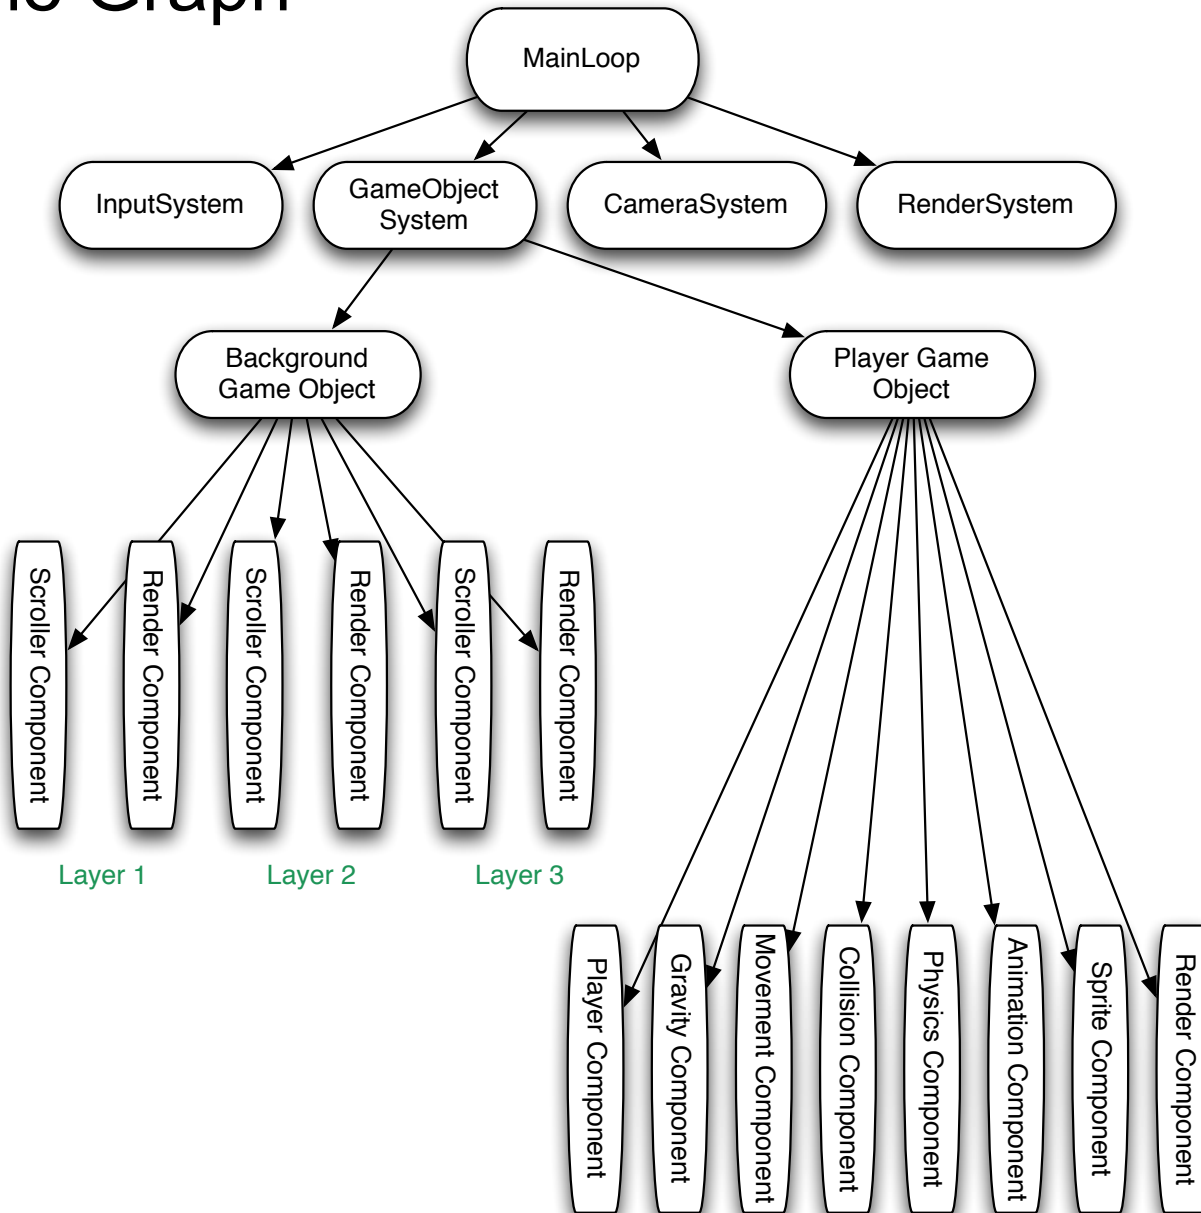 Graph
MainLoop
InputSystem
GameObject
System
CameraSystem
RenderSystem
Background
Game Object
Player Game
Object
Scroller Component
Render Component
Scroller Component
Render Component
Scroller Component
Render Component
Layer 1
Layer 2
Layer 3
Player Component
Gravity Component
Movement Component
Collision Component
Physics Component
Animation Component
Sprite Component
Render Component